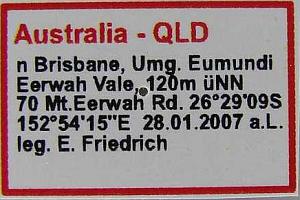 Australia - QLD
n Brisbane, Umg. Eumundi
Eerwah Vale, 120m üNN
70 Mt.Eerwah Rd. 26°29'09S
152°54'15"E 28.01.2007 a.L.
leg. E. Friedrich